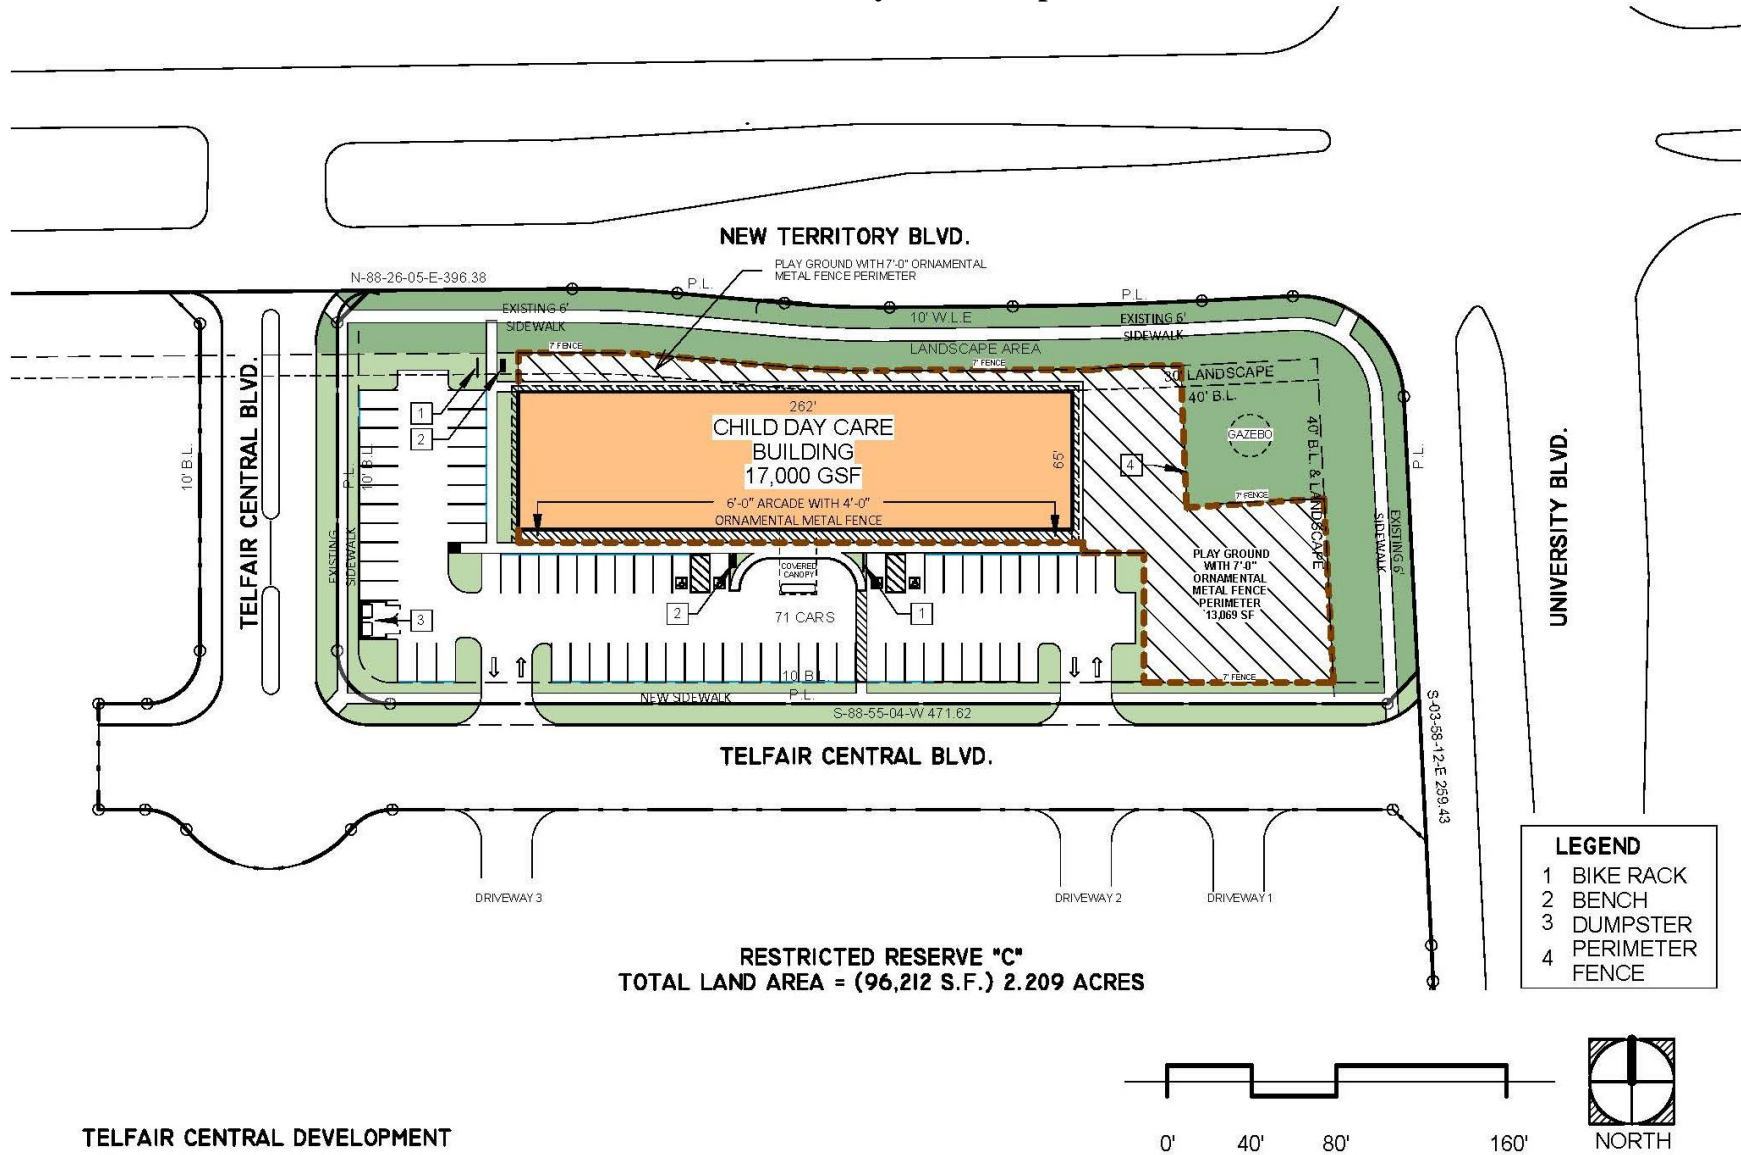 NEW TERRITORY BLVD.
PLAY GROUND WITH 7'-0" ORNAMENTAL
METAL FENCE PERIMETER
N-88-26-05-E-396.38
P.L.
P.L.
EXISTING 6'
SIDEWALK
10' W.L.E
EXISTING 6'
SIDEWALK
LANDSCAPE AREA
7' FENCE
7' FENCE
30' LANDSCAPE
40' B.L.
GAZEBO
40' B.L. & LANDSCAPE
P.L.
EXISTING 6'
SIDEWALK
UNIVERSITY BLVD.
TELFAIR CENTRAL BLVD.
10' B.L.
P.L.
10' B.L.
EXISTING
SIDEWALK
1
2
262'
CHILD DAY CARE
BUILDING
17,000 GSF
65'
6'-0" ARCADE WITH 4'-0"
ORNAMENTAL METAL FENCE
4
7' FENCE
PLAY GROUND
WITH 7'-0"
ORNAMENTAL
METAL FENCE
PERIMETER
13,069 SF
COVERED
CANOPY
3
2
71 CARS
1
10' B.L.
P.L.
7' FENCE
NEW SIDEWALK
S-88-55-04-W 471.62
S-03-58-12-E 259.43
TELFAIR CENTRAL BLVD.
DRIVEWAY 3
DRIVEWAY 2
DRIVEWAY 1
LEGEND
1 BIKE RACK
2 BENCH
3 DUMPSTER
4 PERIMETER
FENCE
RESTRICTED RESERVE "C"
TOTAL LAND AREA = (96,212 S.F.) 2.209 ACRES
0' 40' 80' 160'
NORTH
TELFAIR CENTRAL DEVELOPMENT